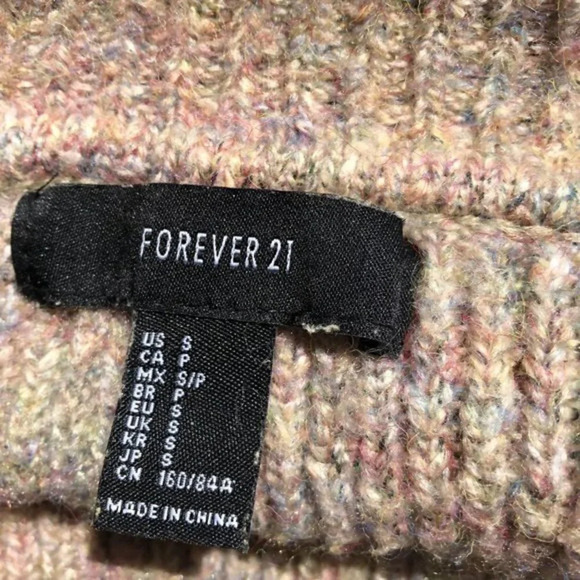 FOREVER 21
US S
CA P
MX S/P
BR P
EU S
UK S
KR S
JP S
CN 160/84A
MADE IN CHINA